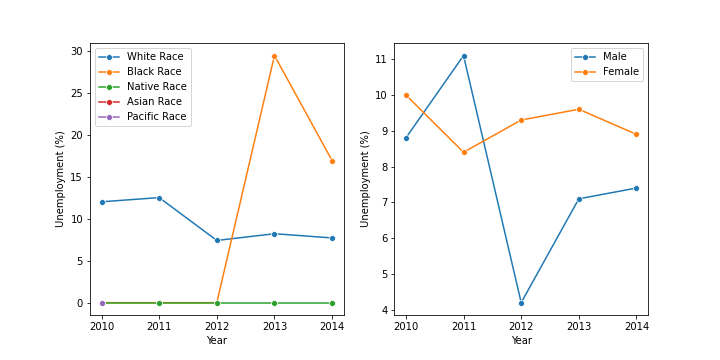 Unemployment (%)
30
25
20
15
10
5
0
White Race
Black Race
Native Race
Asian Race
Pacific Race
2010 2011 2012 2013 2014
Year
Unemployment (%)
11
10
9
8
7
6
5
4
Male
Female
2010 2011 2012 2013 2014
Year